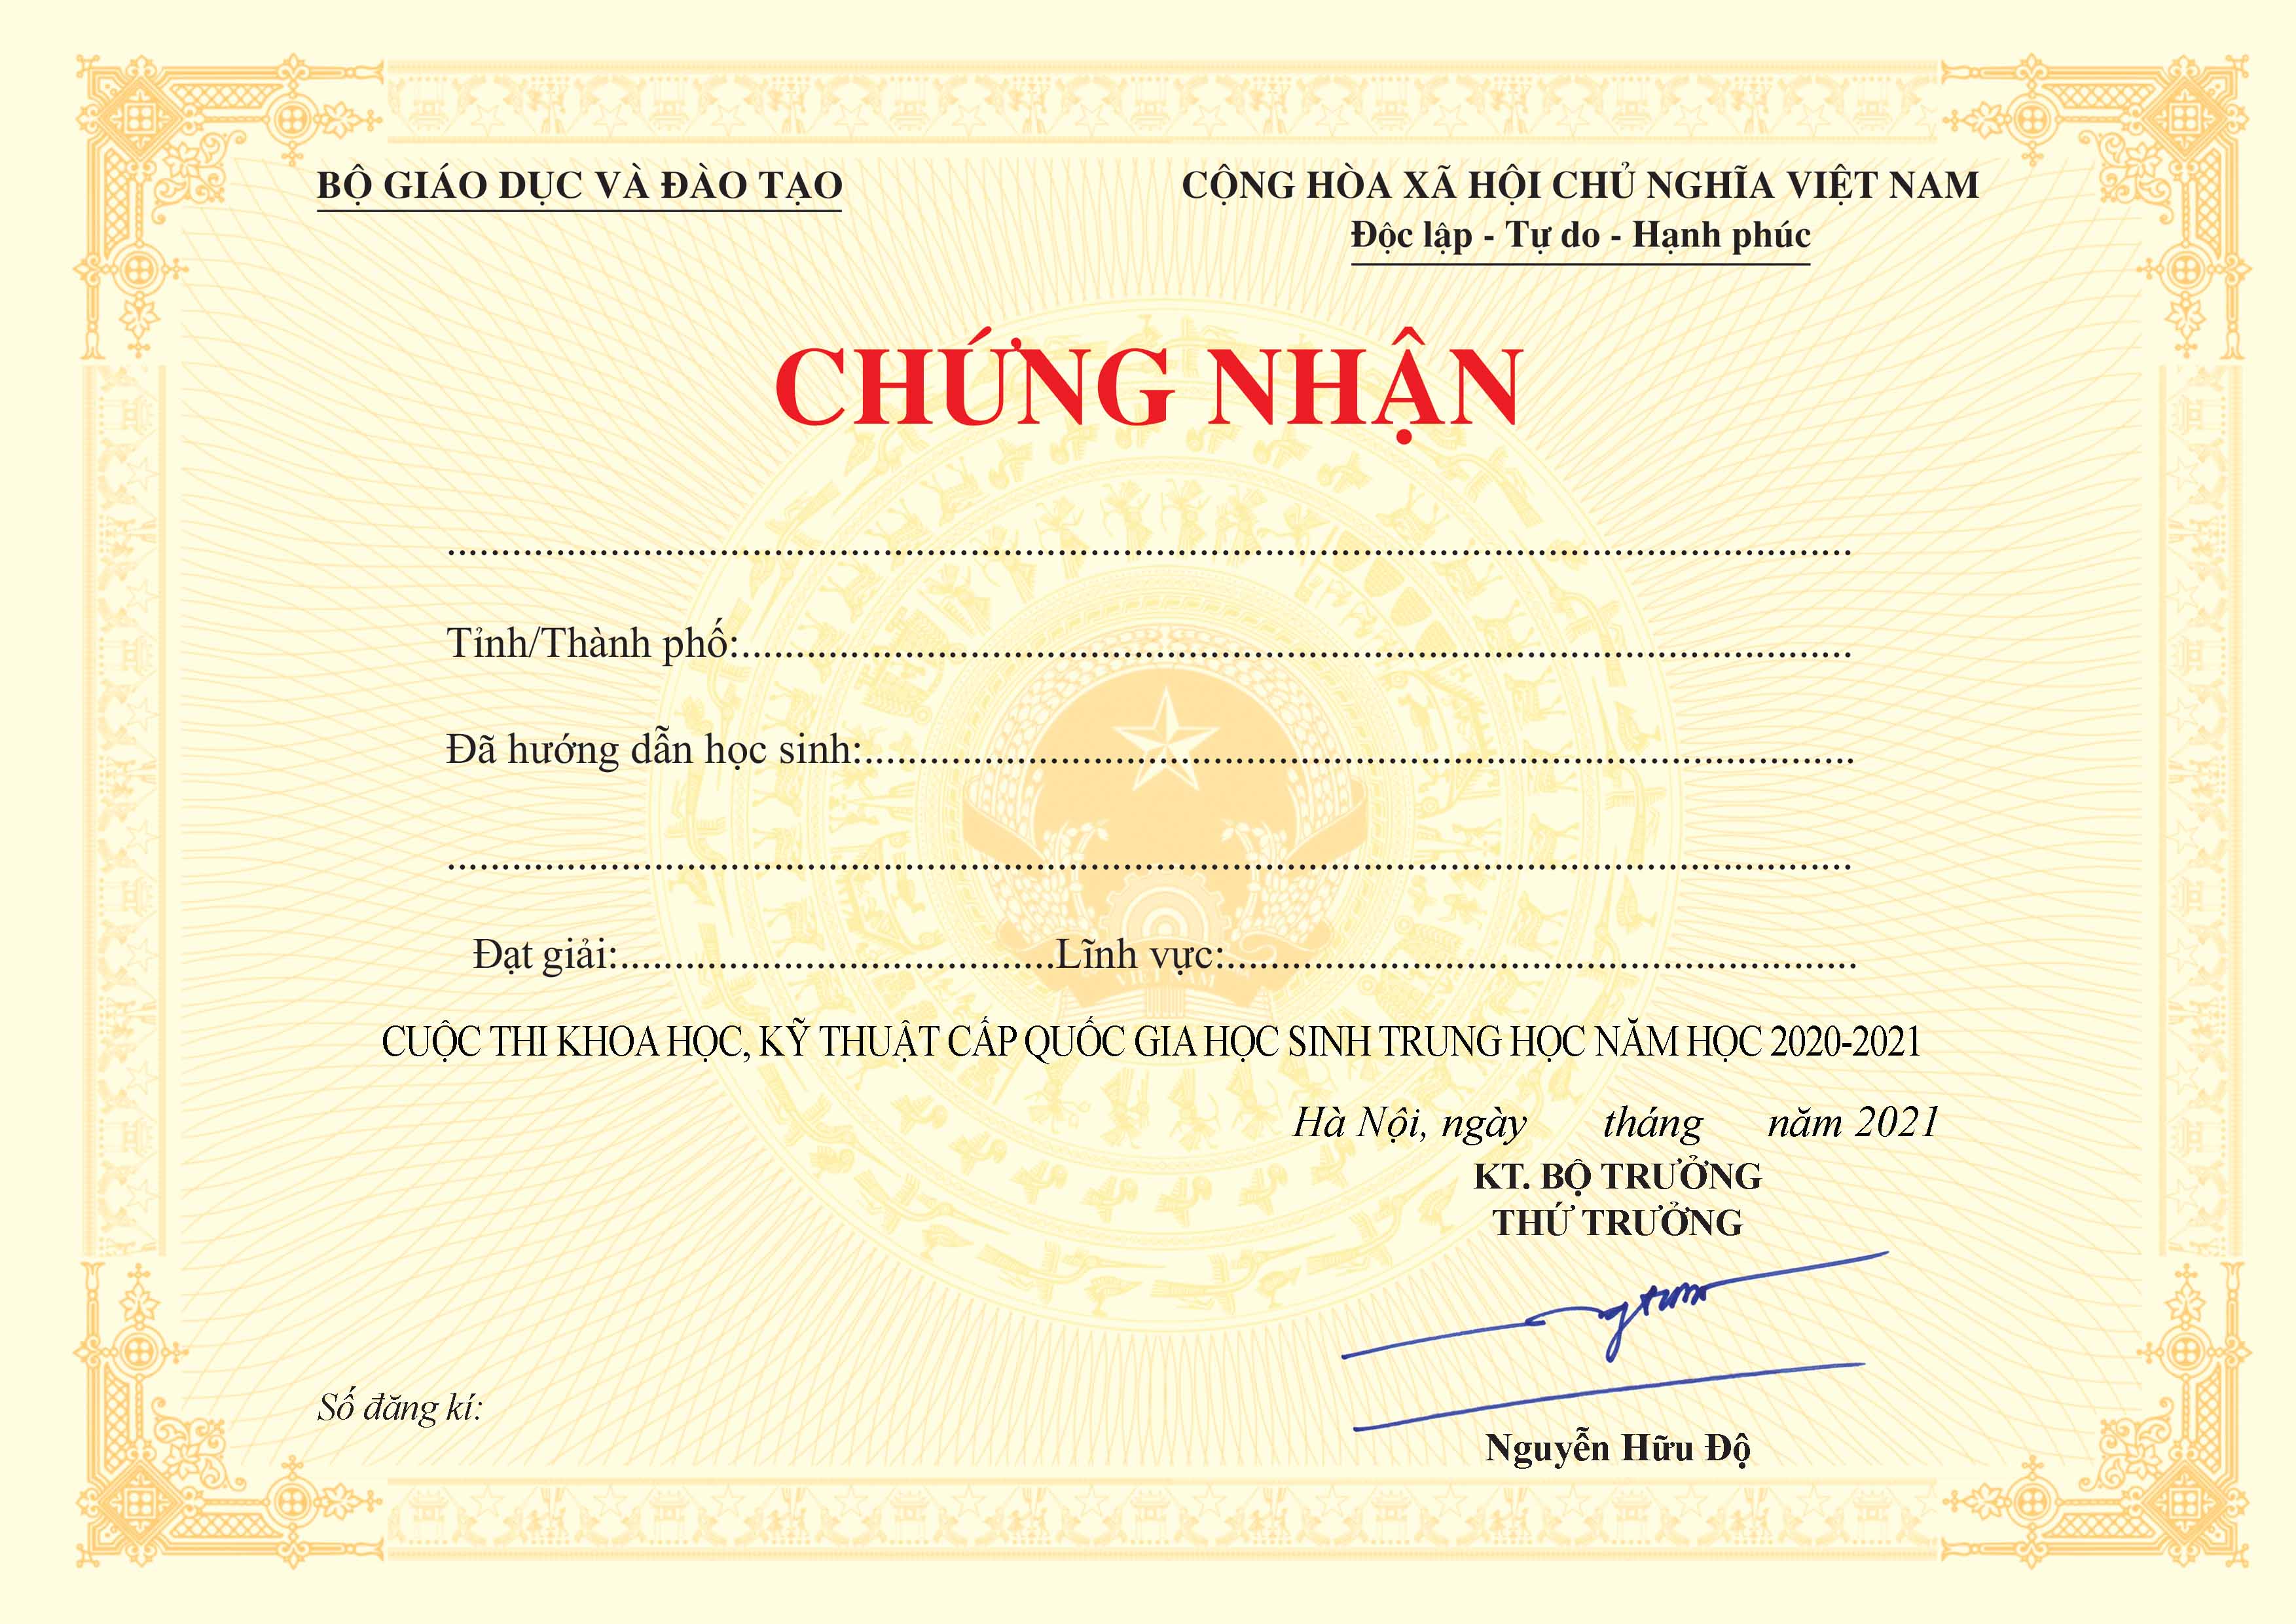 BỘ GIÁO DỤC VÀ ĐÀO TẠO
CỘNG HÒA XÃ HỘI CHỦ NGHĨA VIỆT NAM
Độc lập - Tự do - Hạnh phúc
CHỨNG NHẬN
Tỉnh/Thành phố:
Đã hướng dẫn học sinh:
Đạt giải: Lĩnh vực:
CUỘC THI KHOA HỌC, KỸ THUẬT CẤP QUỐC GIA HỌC SINH TRUNG HỌC NĂM HỌC 2020-2021
Hà Nội, ngày tháng năm 2021
KT. BỘ TRƯỞNG
THỨ TRƯỞNG
Số đăng kí:
Nguyễn Hữu Độ